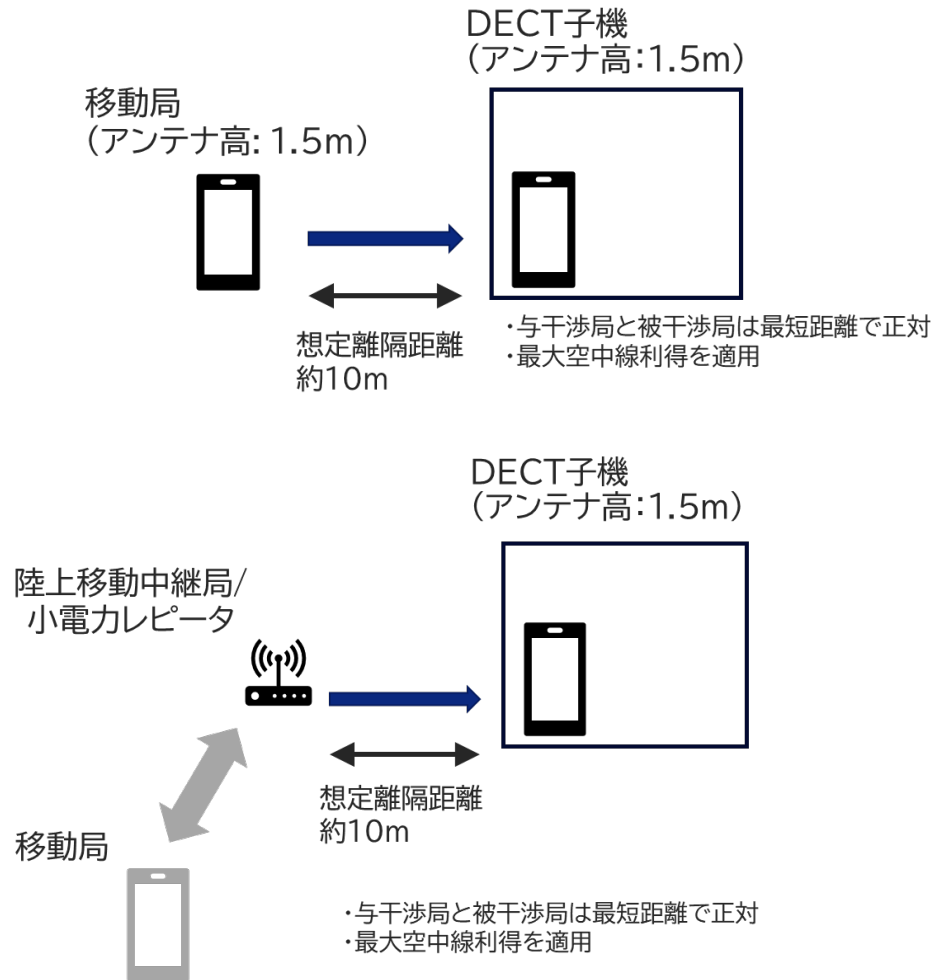 DECT子機
(アンテナ高：1.5m)
移動局
(アンテナ高: 1.5m)
想定離隔距離
約10m
・与干渉局と被干渉局は最短距離で正対
・最大空中線利得を適用
DECT子機
(アンテナ高：1.5m)
陸上移動中継局/
小電力レピータ
想定離隔距離
約10m
移動局
・与干渉局と被干渉局は最短距離で正対
・最大空中線利得を適用